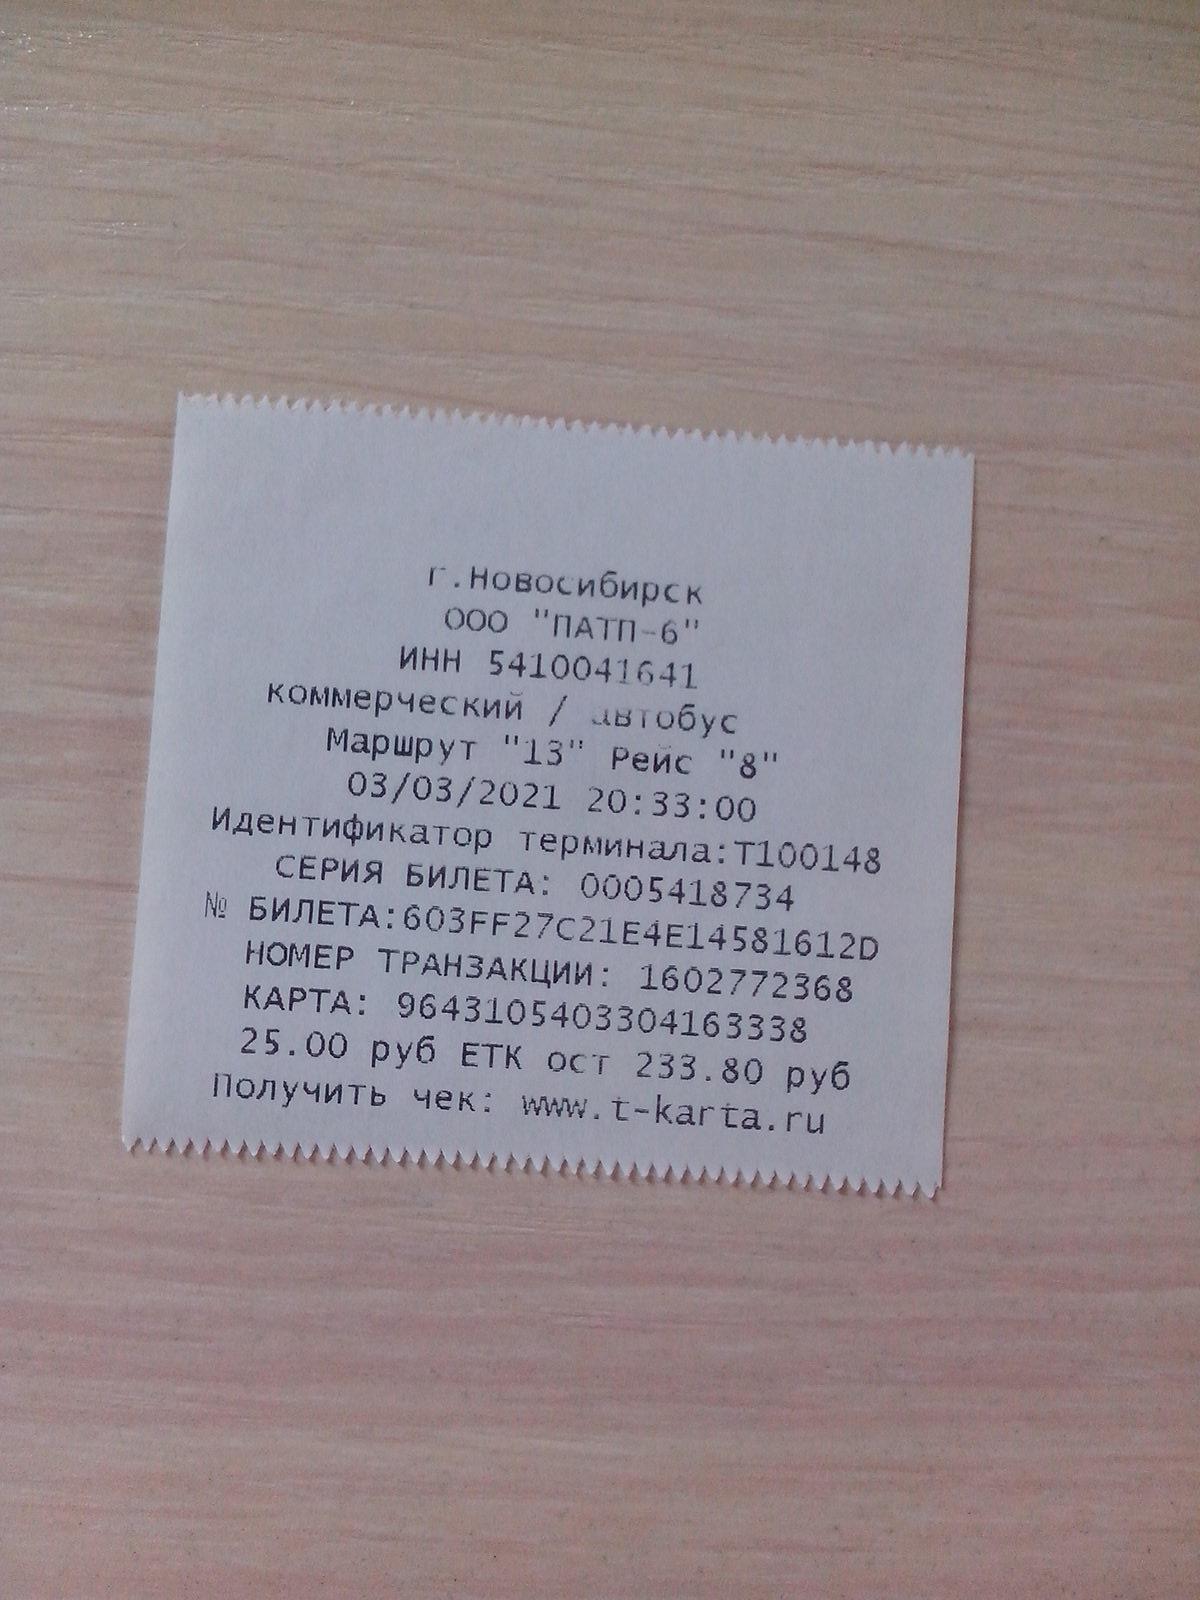 г.Новосибирск
ООО "ПАТП-6"
ИНН 5410041641
коммерческий / автобус
Маршрут "13" Рейс "8"
03/03/2021 20:33:00
Идентификатор терминала:T100148
СЕРИЯ БИЛЕТА: 0005418734
№ БИЛЕТА:603FF27C21E4E14581612D
НОМЕР ТРАНЗАКЦИИ: 1602772368
КАРТА: 9643105403304163338
25.00 руб ЕТК ост 233.80 руб
Получить чек: www.t-karta.ru